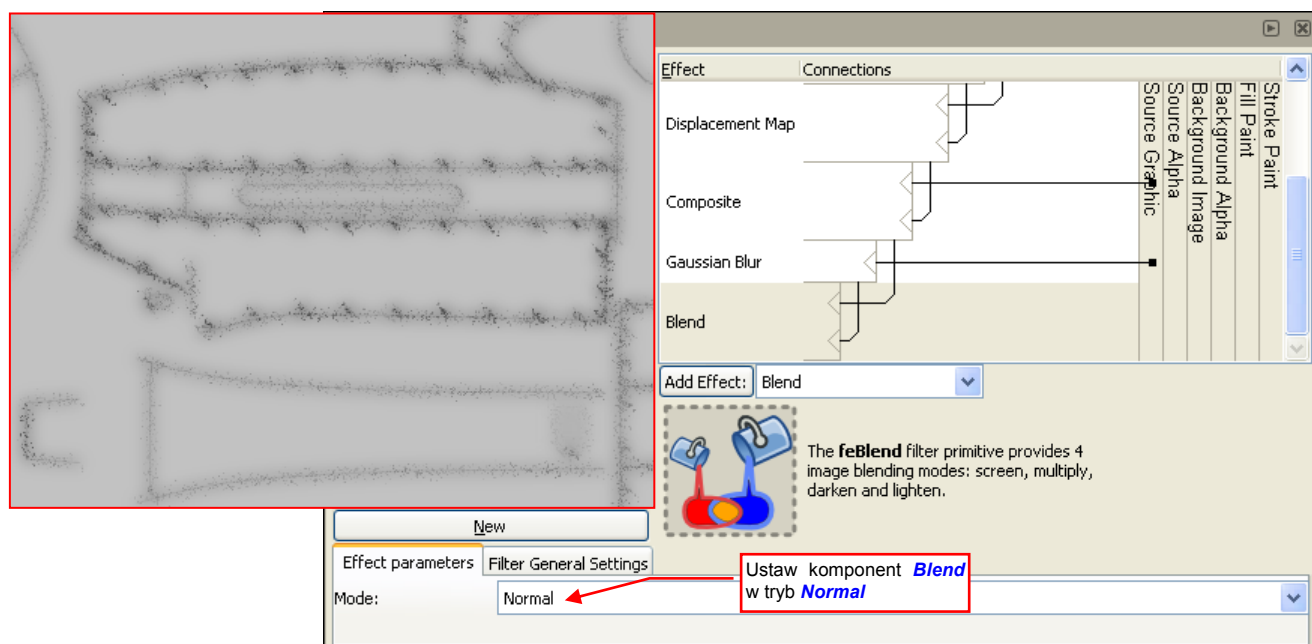 Effect Connections
Source Graphic
Source Alpha
Background Image
Background Alpha
Fill Paint
Stroke Paint
Displacement Map
Composite
Gaussian Blur
Blend
Add Effect: Blend
The feBlend filter primitive provides 4
image blending modes: screen, multiply,
darken and lighten.
New
Effect parameters Filter General Settings
Mode: Normal
Ustaw komponent Blend
w tryb Normal